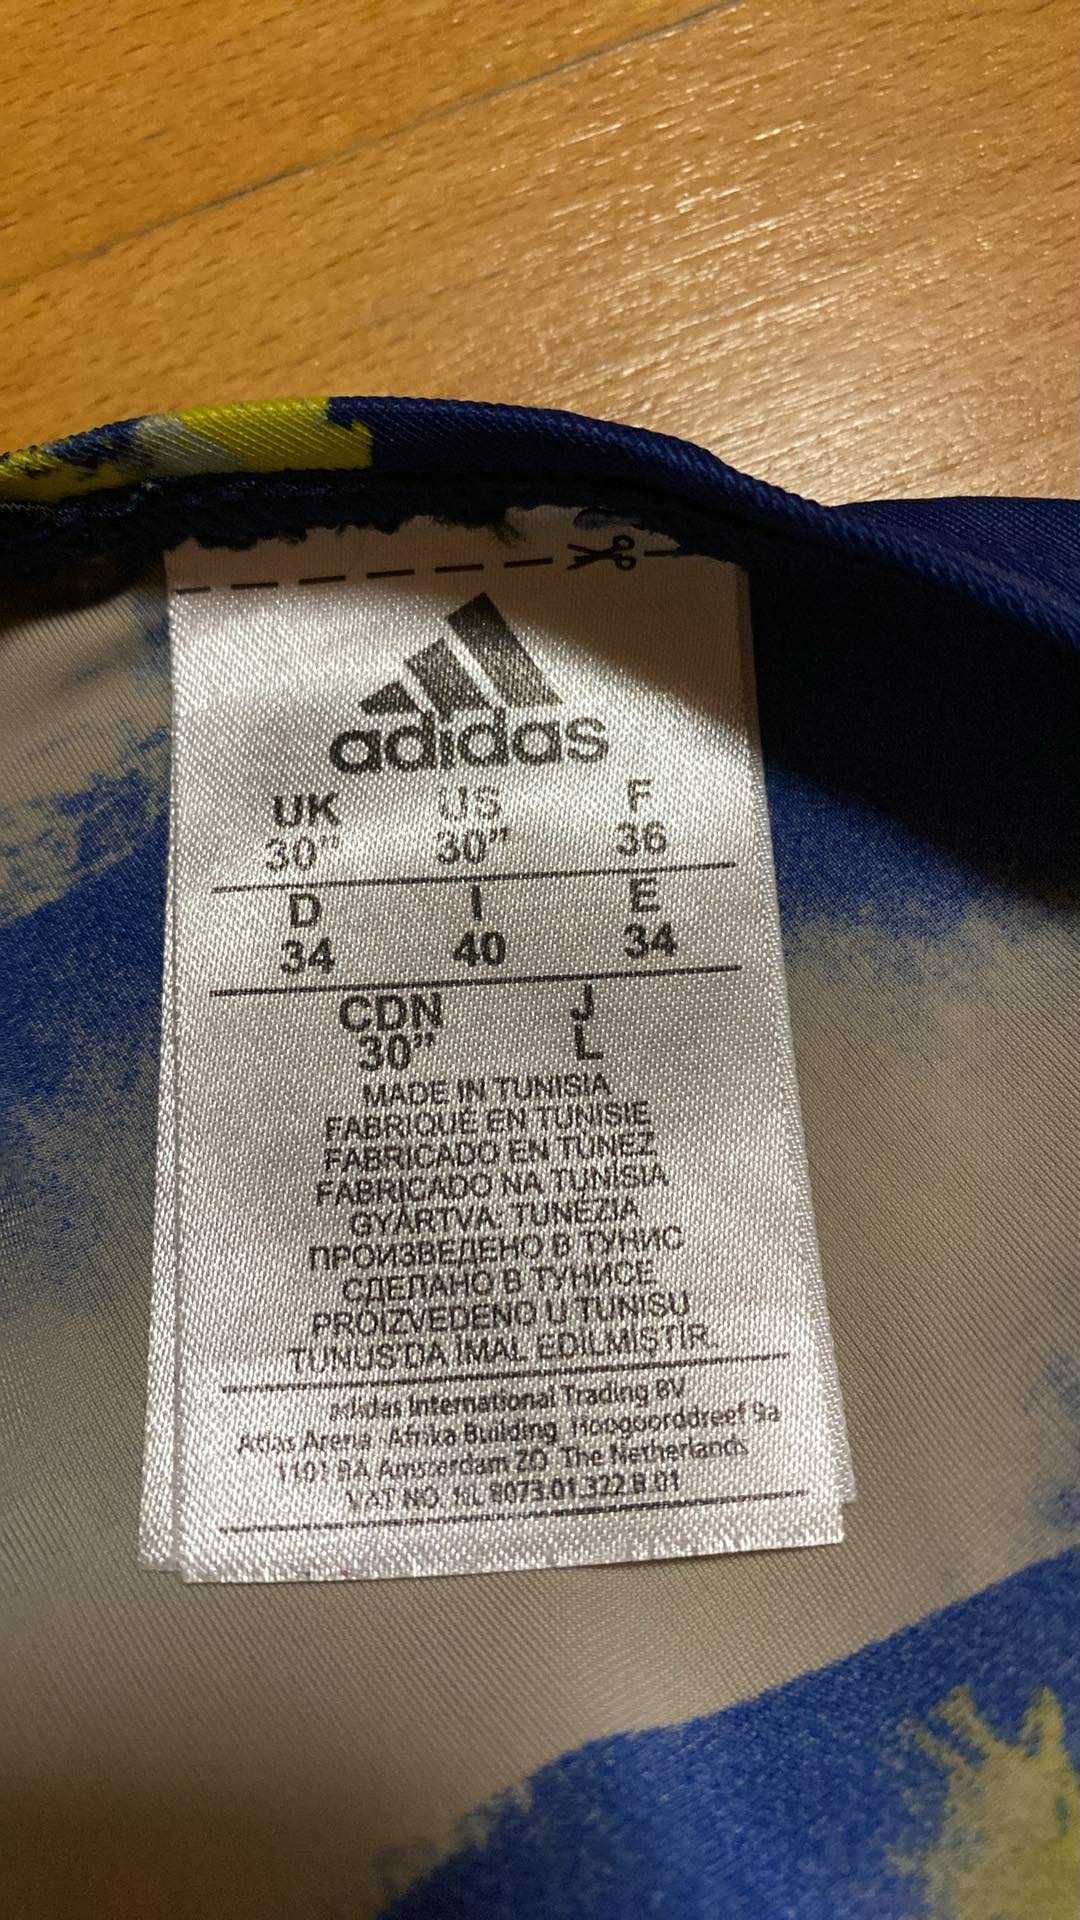 adidas
UK US F
30" 30" 36
D I E
34 40 34
CDN J
30" L
MADE IN TUNISIA
FABRIQUÉ EN TUNISIE
FABRICADO EN TÚNEZ
FABRICADO NA TUNÍSIA
GYÁRTVA: TUNÉZIA
ПРОИЗВЕДЕНО В ТУНИС
СДЕЛАНО В ТУНИСЕ
PROIZVEDENO U TUNISU
TUNUS'DA İMAL EDİLMİŞTİR.
adidas International Trading BV
Atlas Arena -Afrika Building Hoogoorddreef 9a
1101 BA Amsterdam ZO The Netherlands
VAT NO. NL 8073.01.322.B.01